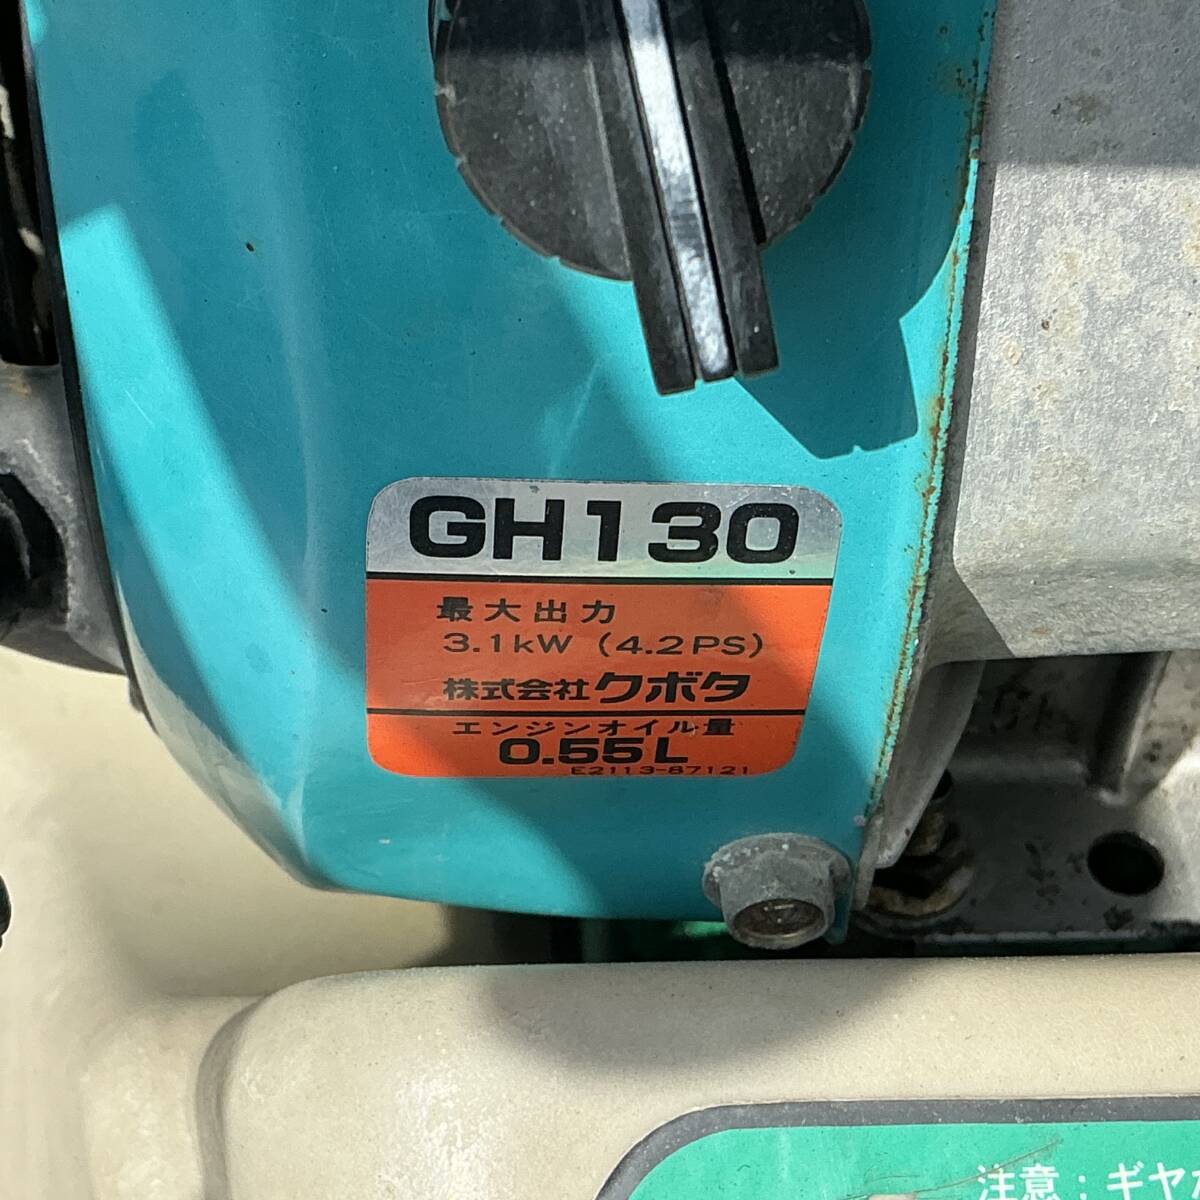 GH130
最大出力
3.1kW (4.2PS)
株式会社クボタ
エンジンオイル量
0.55L
E2113-87121
注意：ギヤ